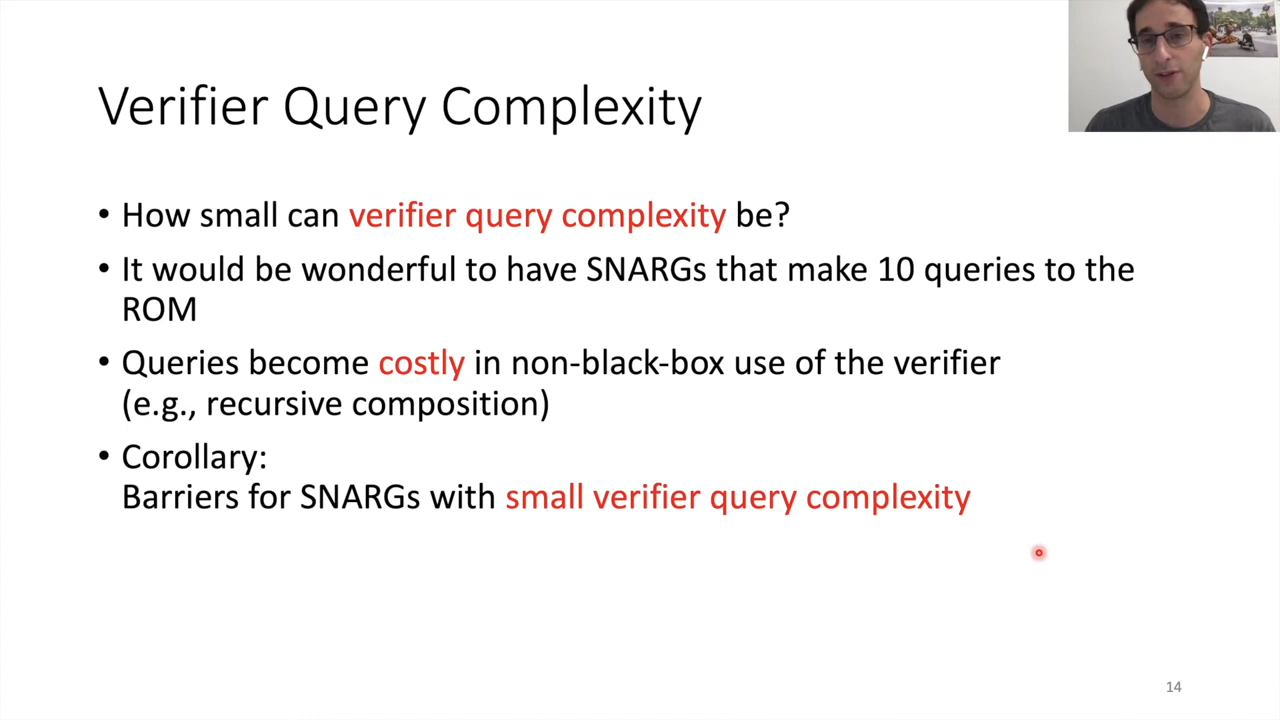 Verifier Query Complexity
• How small can verifier query complexity be?
• It would be wonderful to have SNARGs that make 10 queries to the
ROM
• Queries become costly in non-black-box use of the verifier
(e.g., recursive composition)
• Corollary:
Barriers for SNARGs with small verifier query complexity
14